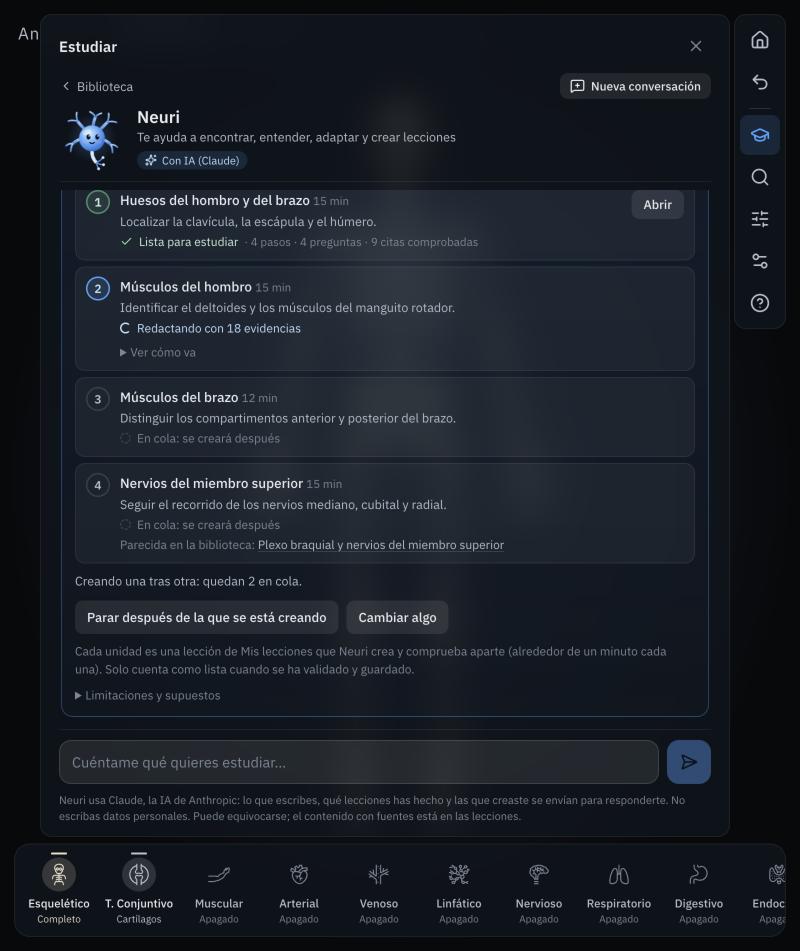 An
Estudiar
Biblioteca
Nueva conversación
Neuri
Te ayuda a encontrar, entender, adaptar y crear lecciones
Con IA (Claude)
1
Huesos del hombro y del brazo 15 min
Abrir
Localizar la clavícula, la escápula y el húmero.
Lista para estudiar · 4 pasos · 4 preguntas · 9 citas comprobadas
2
Músculos del hombro 15 min
Identificar el deltoides y los músculos del manguito rotador.
Redactando con 18 evidencias
Ver cómo va
3
Músculos del brazo 12 min
Distinguir los compartimentos anterior y posterior del brazo.
En cola: se creará después
4
Nervios del miembro superior 15 min
Seguir el recorrido de los nervios mediano, cubital y radial.
En cola: se creará después
Parecida en la biblioteca: Plexo braquial y nervios del miembro superior
Creando una tras otra: quedan 2 en cola.
Parar después de la que se está creando
Cambiar algo
Cada unidad es una lección de Mis lecciones que Neuri crea y comprueba aparte (alrededor de un minuto cada
una). Solo cuenta como lista cuando se ha validado y guardado.
Limitaciones y supuestos
Cuéntame qué quieres estudiar...
Neuri usa Claude, la IA de Anthropic: lo que escribes, qué lecciones has hecho y las que creaste se envían para responderte. No
escribas datos personales. Puede equivocarse; el contenido con fuentes está en las lecciones.
Esquelético
Completo
T. Conjuntivo
Cartílagos
Muscular
Apagado
Arterial
Apagado
Venoso
Apagado
Linfático
Apagado
Nervioso
Apagado
Respiratorio
Apagado
Digestivo
Apagado
Endoc
Apaga